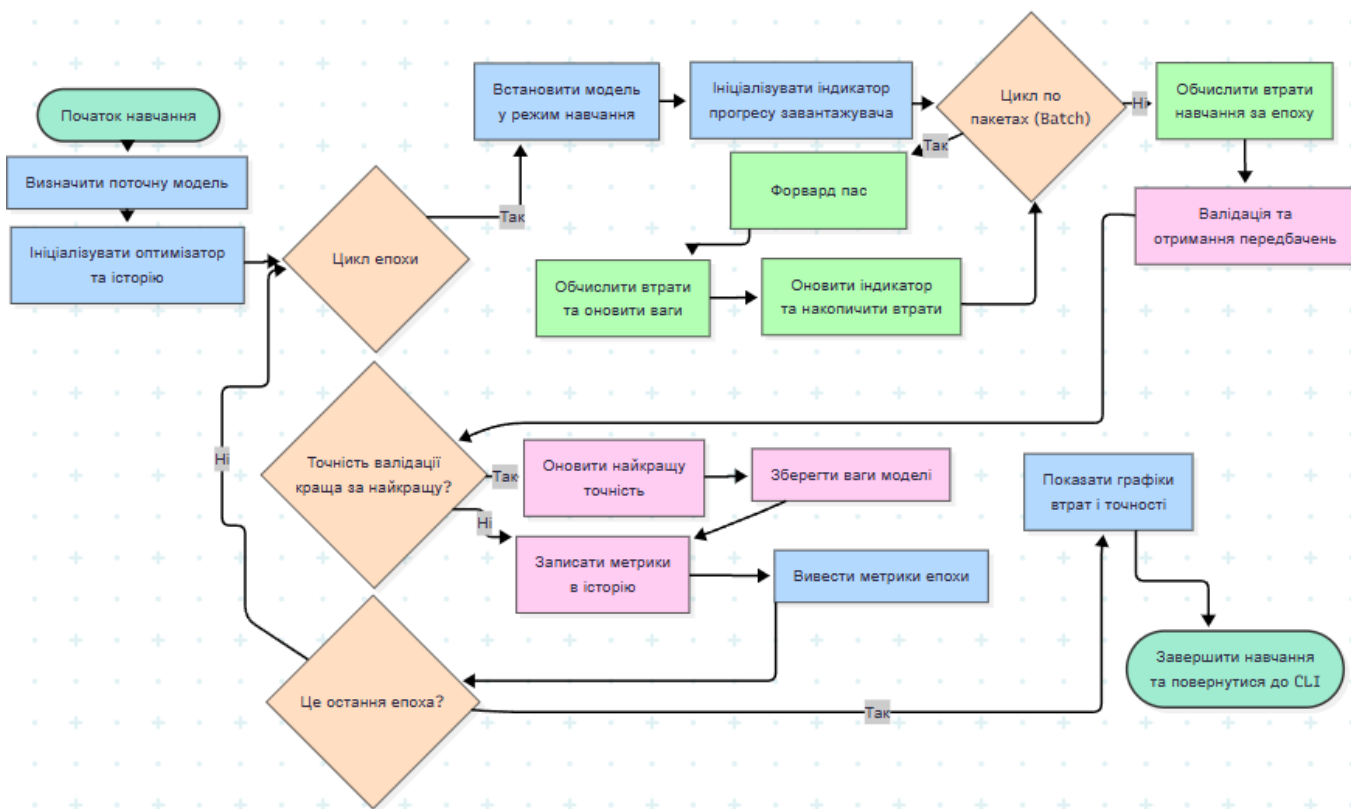 Початок навчання
Визначити поточну модель
Ініціалізувати оптимізатор
та історію
Цикл епохи
Так
Встановити модель
у режим навчання
Ініціалізувати індикатор
прогресу завантажувача
Цикл по
пакетах (Batch)
Ні
Обчислити втрати
навчання за епоху
Так
Форвард пас
Обчислити втрати
та оновити ваги
Оновити індикатор
та накопичити втрати
Валідація та
отримання передбачень
Точність валідації
краща за найкращу?
Так
Оновити найкращу
точність
Зберегти ваги моделі
Ні
Записати метрики
в історію
Вивести метрики епохи
Це остання епоха?
Ні
Так
Показати графіки
втрат і точності
Завершити навчання
та повернутися до CLI